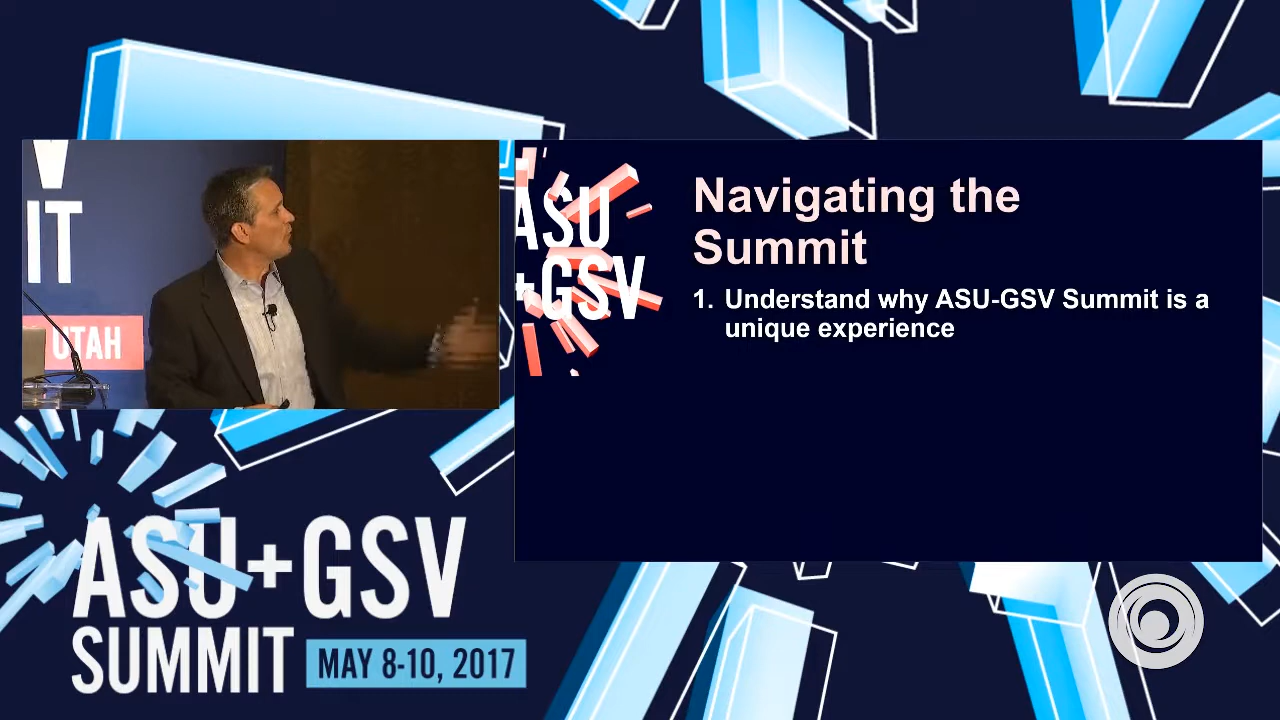 IT
UTAH
ASU
+GSV
Navigating the
Summit
1. Understand why ASU-GSV Summit is a
unique experience
ASU+GSV
SUMMIT
MAY 8-10, 2017